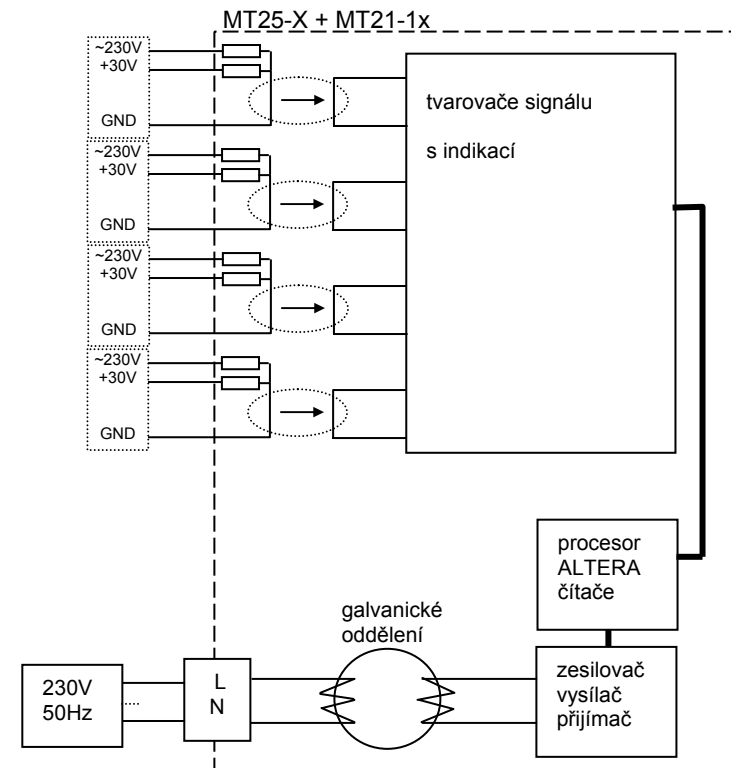 MT25-X + MT21-1x
~230V
+30V
GND
~230V
+30V
GND
~230V
+30V
GND
~230V
+30V
GND
tvarovače signálu
s indikací
procesor
ALTERA
čítače
galvanické
oddělení
zesilovač
vysílač
přijímač
L
N
230V
50Hz